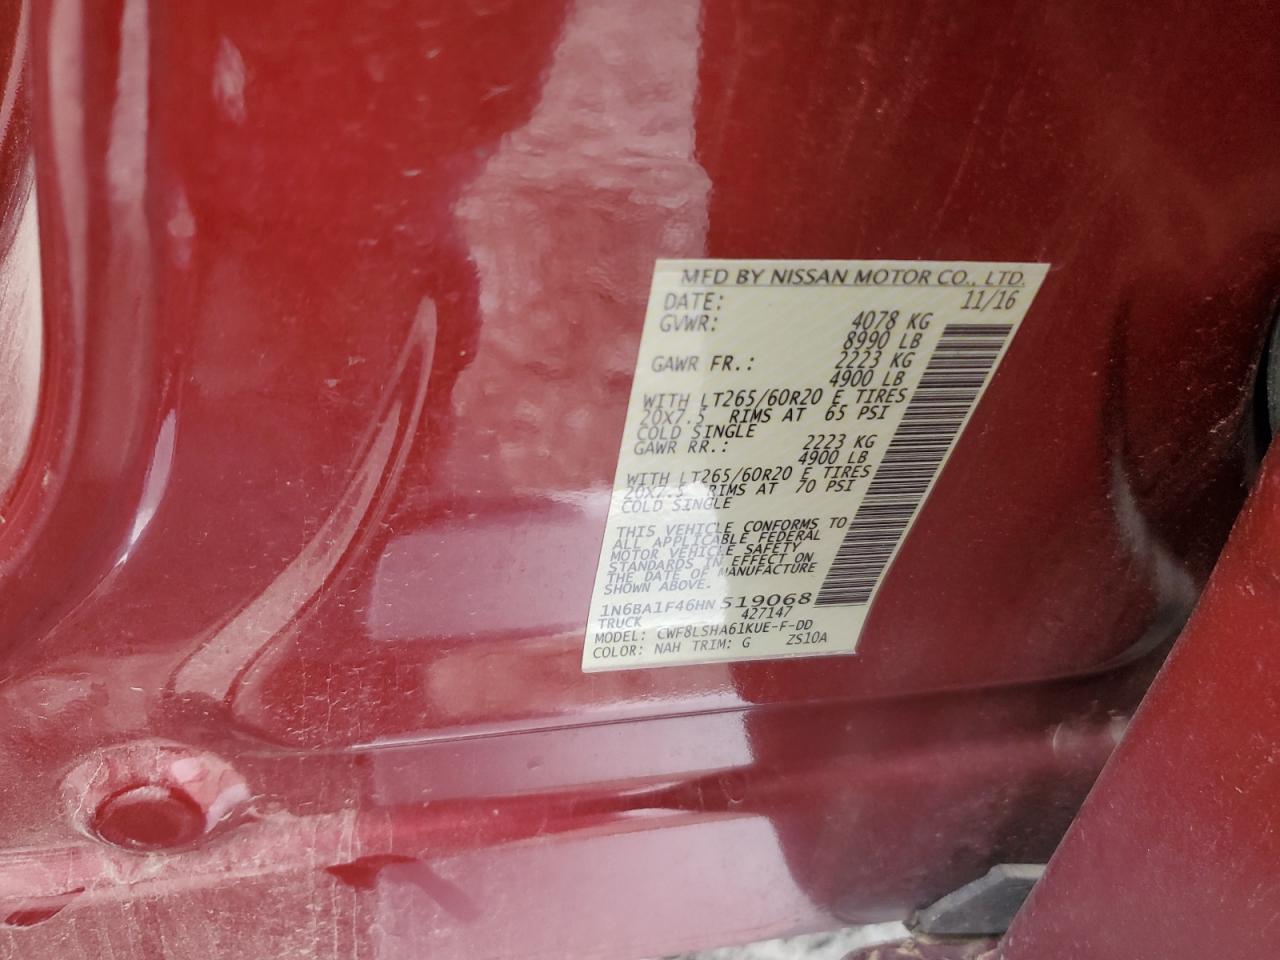 MFD BY NISSAN MOTOR CO., LTD.
DATE: 11/16
GVWR: 4078 KG
8990 LB
GAWR FR.: 2223 KG
4900 LB
WITH LT265/60R20 E TIRES
20X7.5 RIMS AT 65 PSI
COLD SINGLE
GAWR RR.: 2223 KG
4900 LB
WITH LT265/60R20 E TIRES
20X7.5 RIMS AT 70 PSI
COLD SINGLE
THIS VEHICLE CONFORMS TO
ALL APPLICABLE FEDERAL
MOTOR VEHICLE SAFETY
STANDARDS IN EFFECT ON
THE DATE OF MANUFACTURE
SHOWN ABOVE.
1N6BA1F46HN519068
TRUCK 427147
MODEL: CWF8LSHA61KUE-F-DD
COLOR: NAH TRIM: G ZS10A